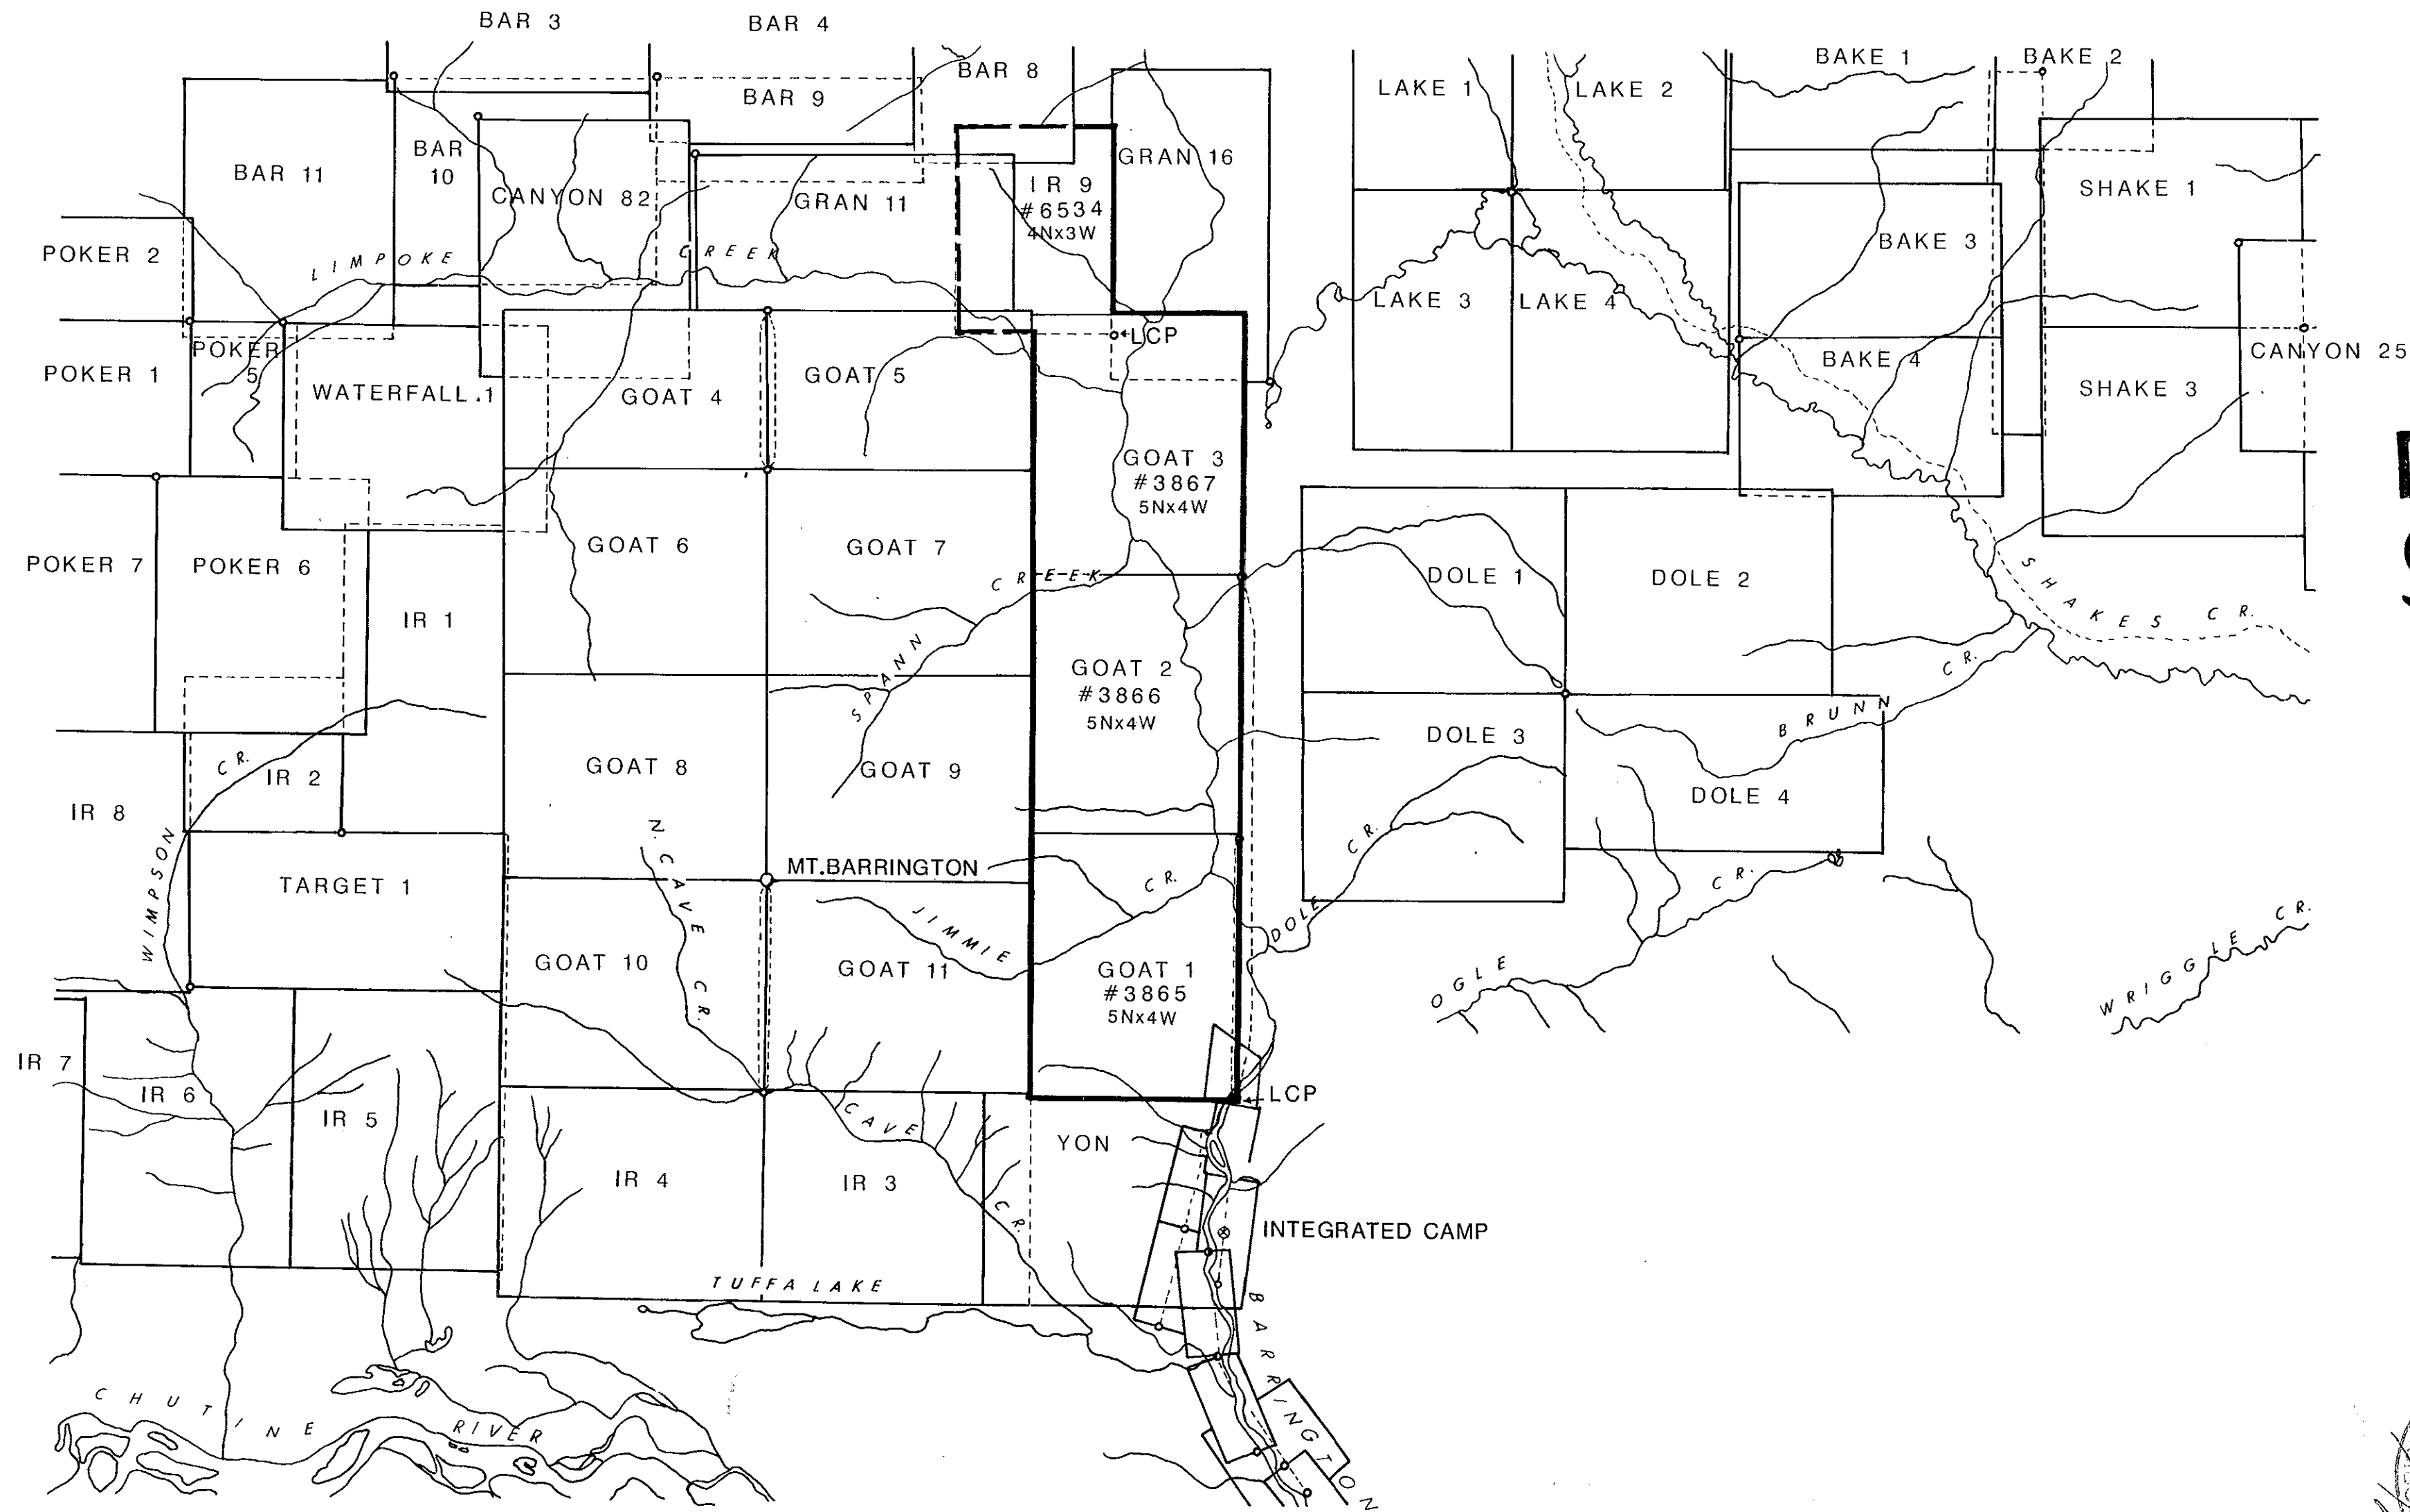 BAR 3
BAR 4
BAR 8
BAR 9
BAKE 1
BAKE 2
LAKE 1
LAKE 2
BAR 11
BAR
10
CANYON 82
GRAN 11
IR 9
#6534
4Nx3W
GRAN 16
SHAKE 1
POKER 2
LIMPOKE CREEK
BAKE 3
LAKE 3
LAKE 4
LCP
POKER 1
POKER
5
WATERFALL 1
GOAT 4
GOAT 5
BAKE 4
SHAKE 3
CANYON 25
GOAT 3
#3867
5Nx4W
POKER 7
POKER 6
IR 1
GOAT 6
GOAT 7
SPANN CREEK
DOLE 1
DOLE 2
SHAKES CR.
GOAT 2
#3866
5Nx4W
IR 8
WIMPSON CR.
IR 2
GOAT 8
GOAT 9
DOLE 3
BRUNN CR.
DOLE 4
TARGET 1
N. CAVE CR.
MT.BARRINGTON
JIMMIE CR.
DOLE CR.
OGLE CR.
WRIGGLE CR.
GOAT 10
GOAT 11
GOAT 1
#3865
5Nx4W
IR 7
IR 6
IR 5
CAVE CR.
LCP
YON
IR 4
IR 3
INTEGRATED CAMP
TUFFA LAKE
BARRINGTON
CHUTINE RIVER